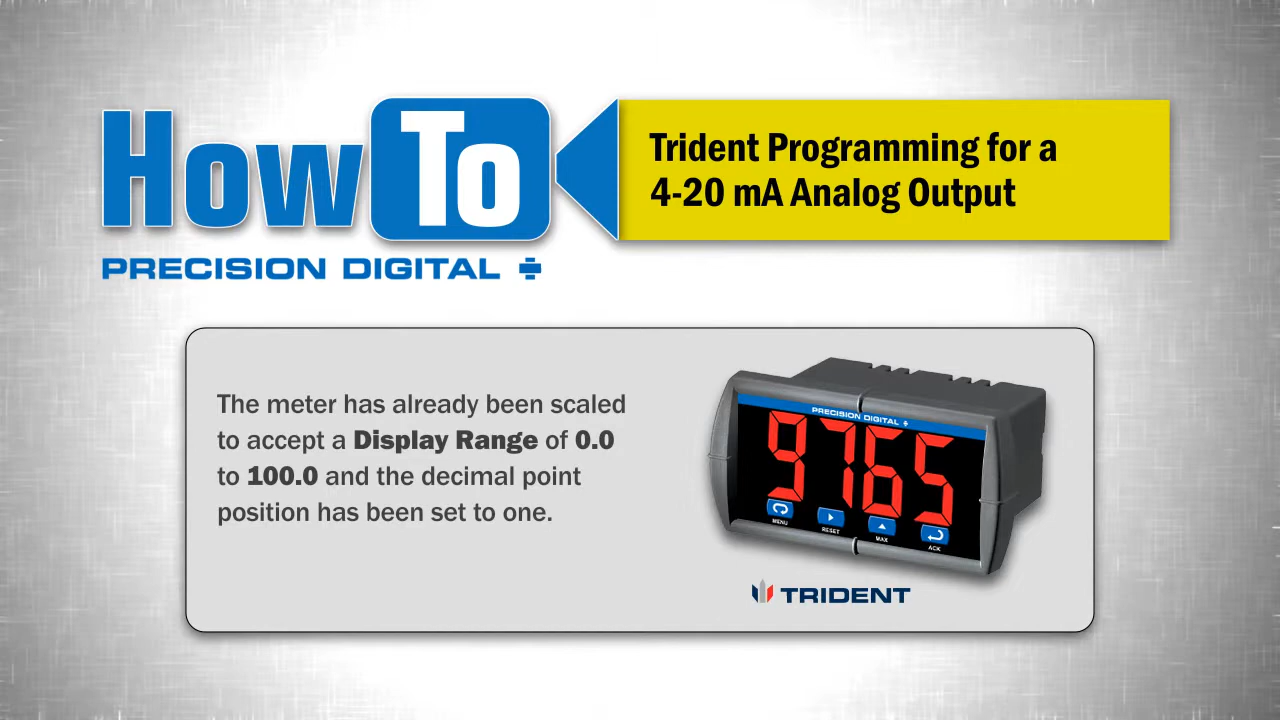 How To
PRECISION DIGITAL
Trident Programming for a
4-20 mA Analog Output
The meter has already been scaled
to accept a Display Range of 0.0
to 100.0 and the decimal point
position has been set to one.
PRECISION DIGITAL
9765
MENU RESET MAX ACK
TRIDENT